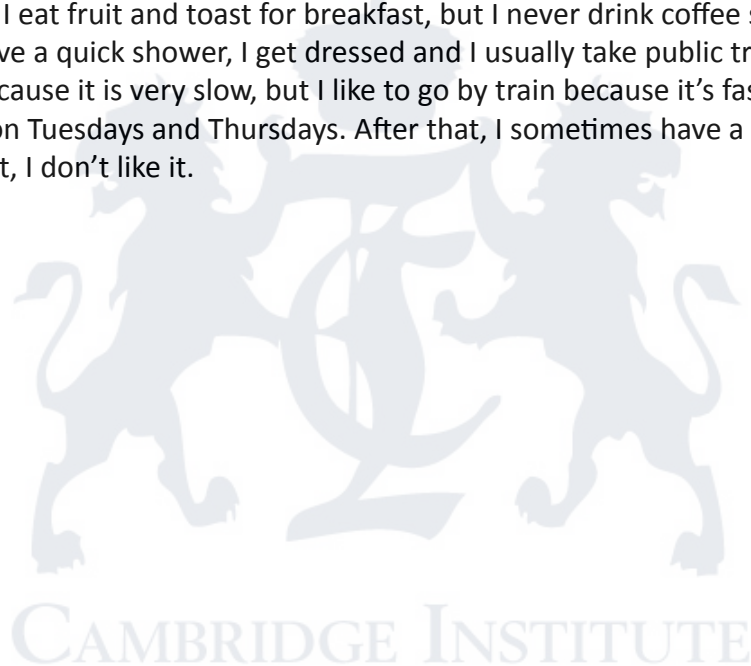 I eat fruit and toast for breakfast, but I never drink coffee
ve a quick shower, I get dressed and I usually take public
cause it is very slow, but I like to go by train because it's
on Tuesdays and Thursdays. After that, I sometimes have a
t, I don't like it.
CAMBRIDGE INSTITUTE